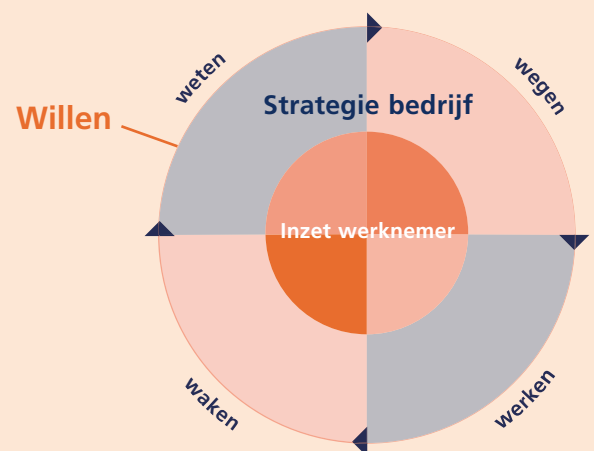 weten
wegen
Willen
Strategie bedrijf
Inzet werknemer
waken
werken